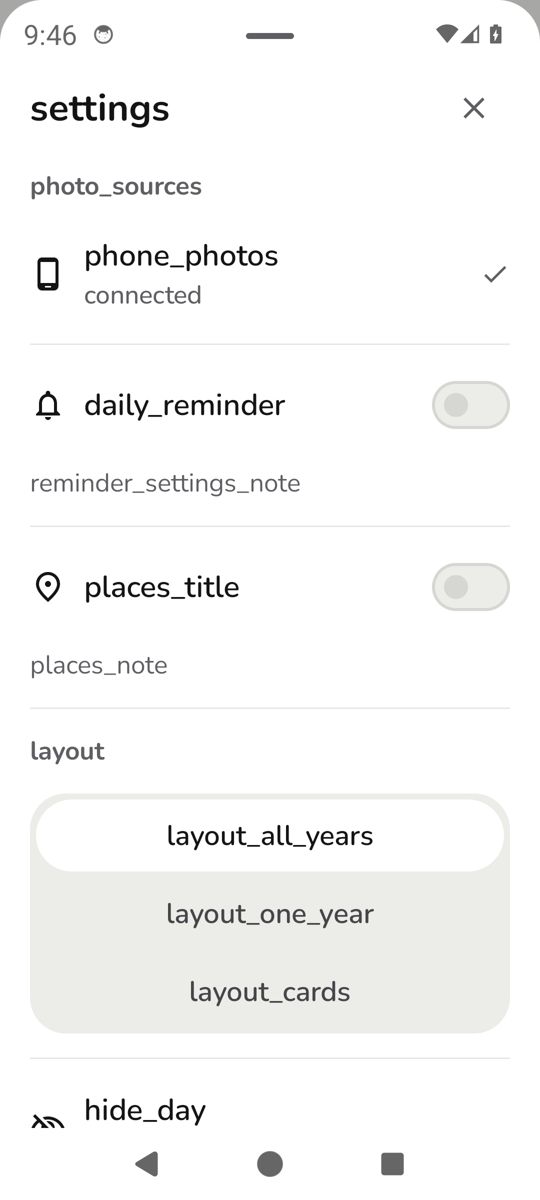 9:46
settings
photo_sources
phone_photos
connected
daily_reminder
reminder_settings_note
places_title
places_note
layout
layout_all_years
layout_one_year
layout_cards
hide_day